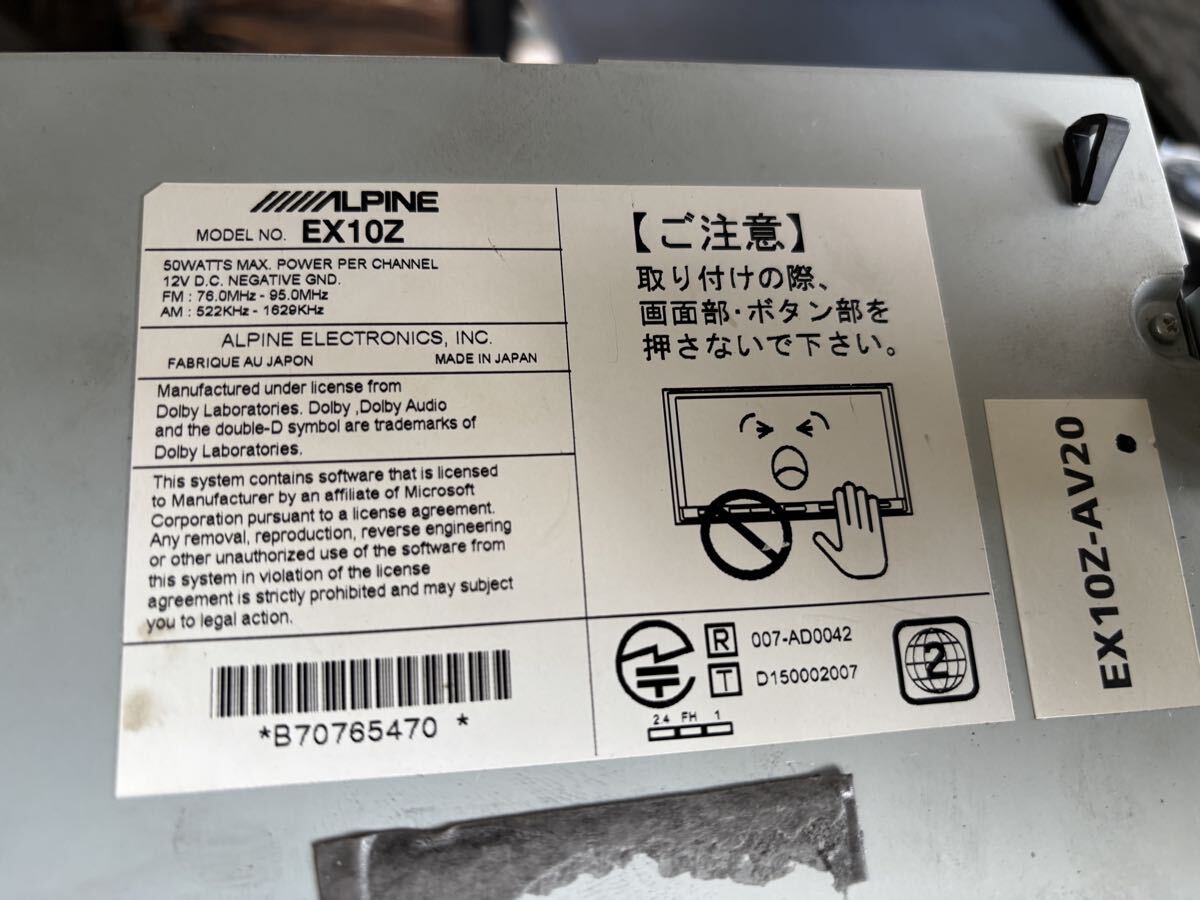 ALPINE
MODEL NO. EX10Z
50WATTS MAX. POWER PER CHANNEL
12V D.C. NEGATIVE GND.
FM : 76.0MHz - 95.0MHz
AM : 522KHz - 1629KHz
ALPINE ELECTRONICS, INC.
FABRIQUE AU JAPON MADE IN JAPAN
Manufactured under license from
Dolby Laboratories. Dolby ,Dolby Audio
and the double-D symbol are trademarks of
Dolby Laboratories.
This system contains software that is licensed
to Manufacturer by an affiliate of Microsoft
Corporation pursuant to a license agreement.
Any removal, reproduction, reverse engineering
or other unauthorized use of the software from
this system in violation of the license
agreement is strictly prohibited and may subject
you to legal action.
*B70765470 *
【ご注意】
取り付けの際、
画面部・ボタン部を
押さないで下さい。
R 007-AD0042
T D150002007
2.4 FH 1
2
EX10Z-AV20